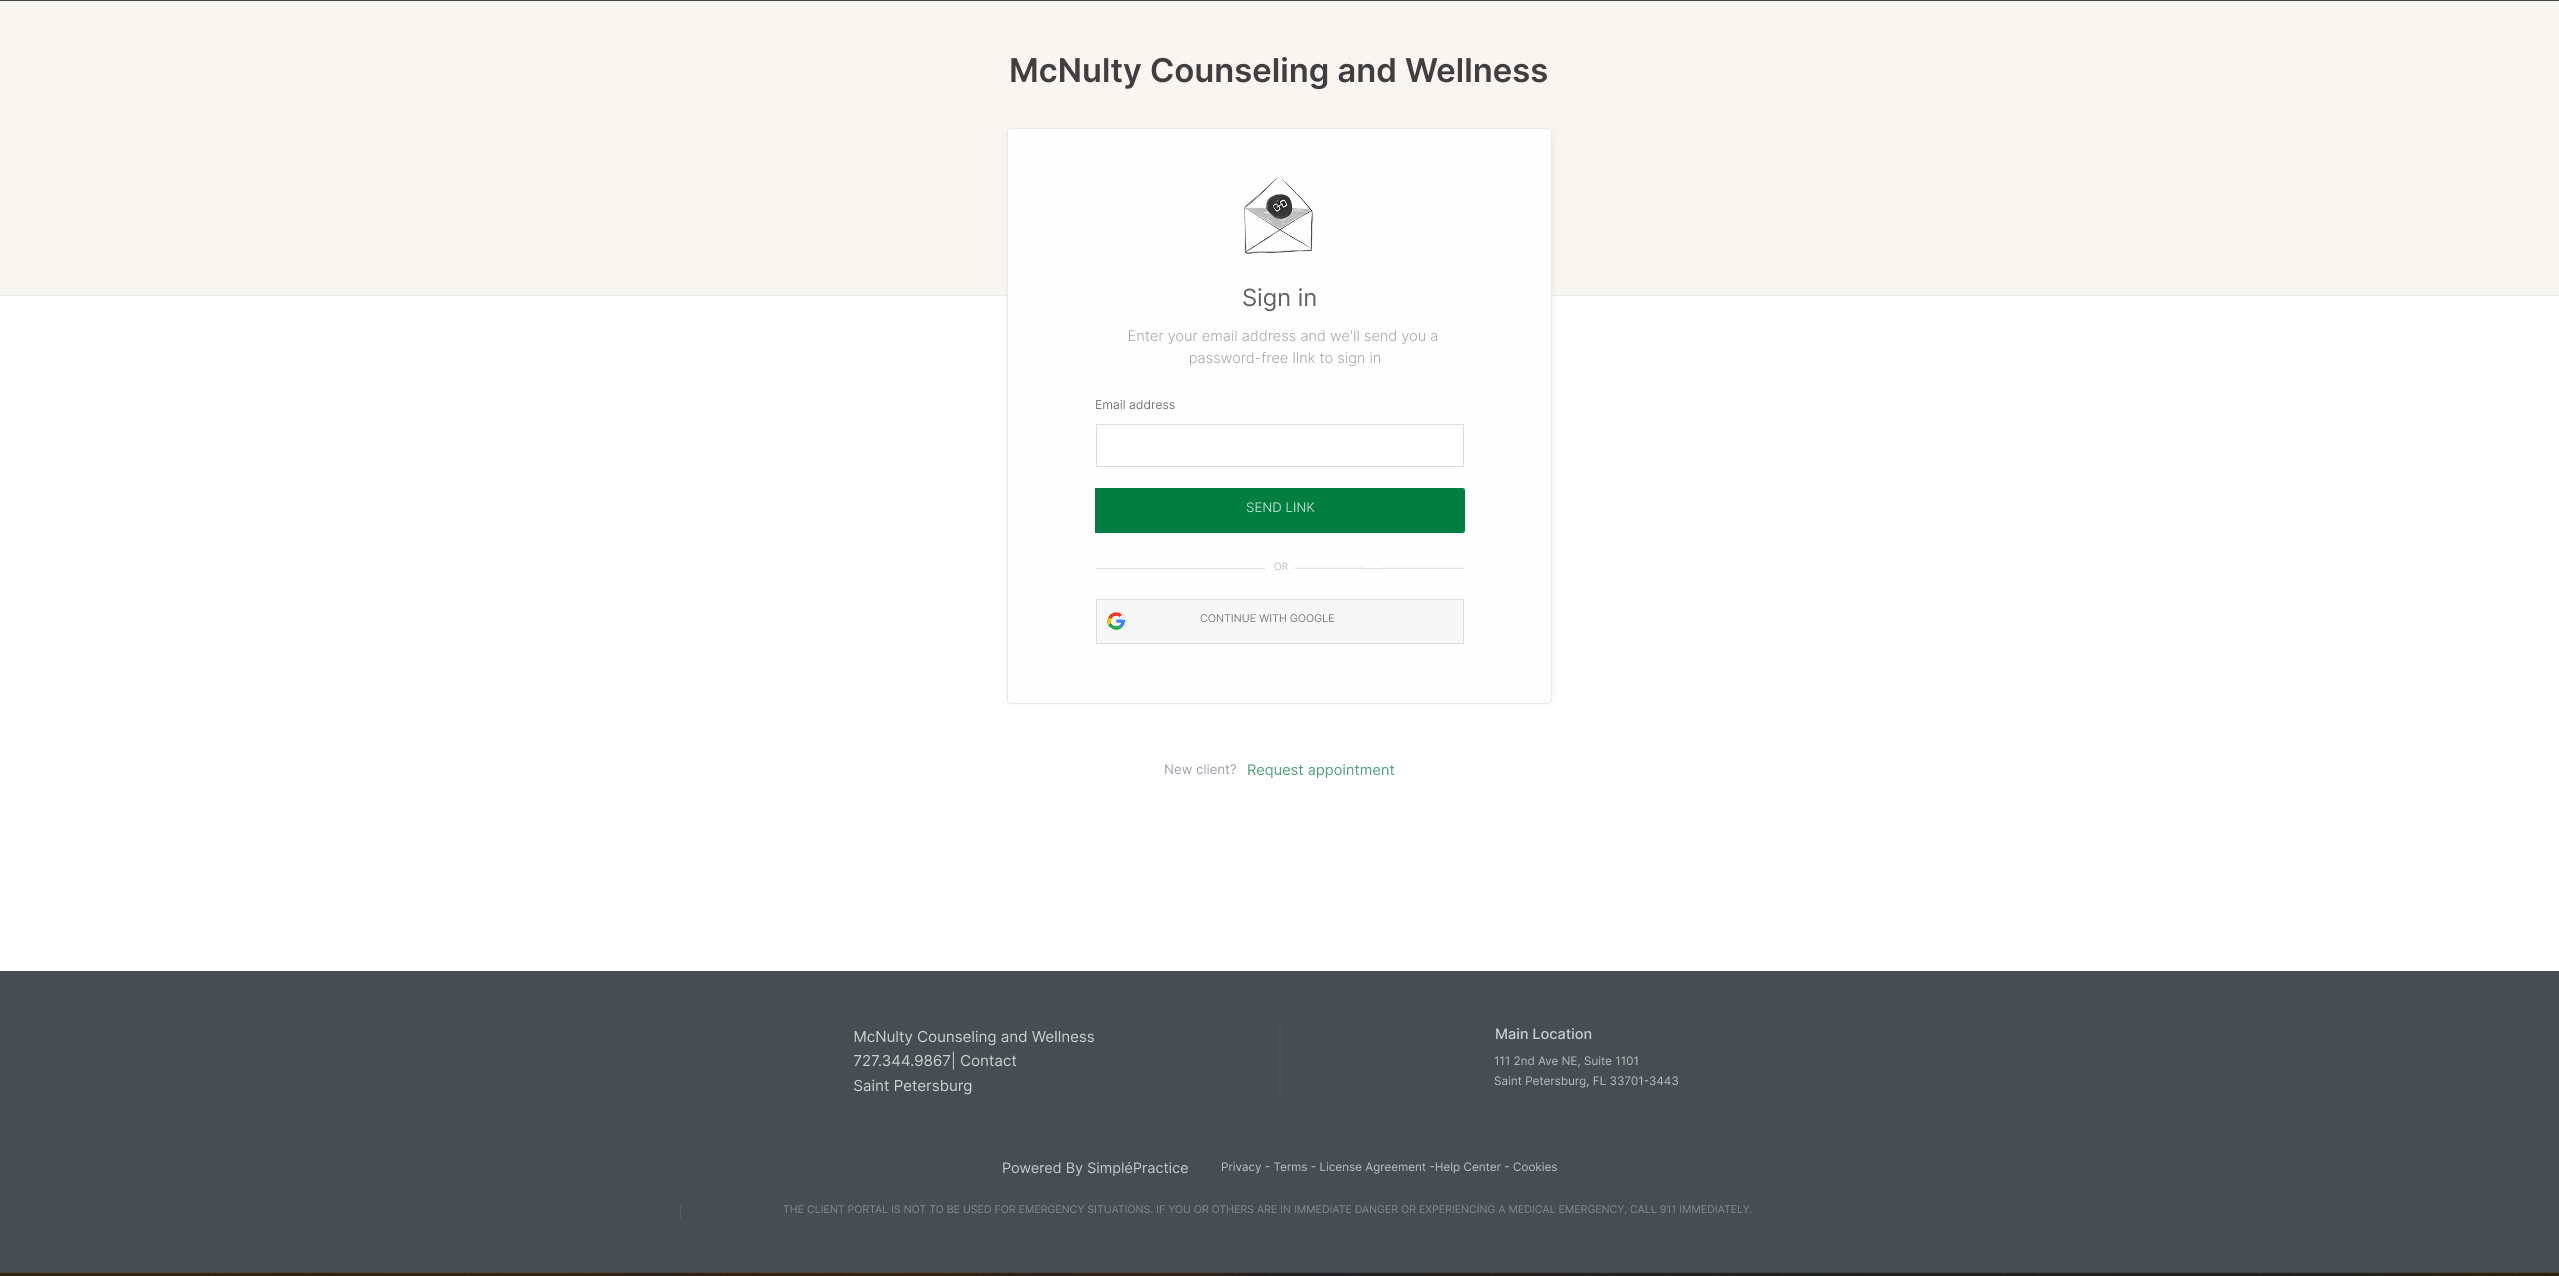 McNulty Counseling and Wellness
Sign in
Enter your email address and we'll send you a
password-free link to sign in
Email address
SEND LINK
OR
CONTINUE WITH GOOGLE
New client? Request appointment
McNulty Counseling and Wellness
727.344.9867| Contact
Saint Petersburg
Main Location
111 2nd Ave NE, Suite 1101
Saint Petersburg, FL 33701-3443
Powered By SimpléPractice
Privacy - Terms - License Agreement -Help Center - Cookies
THE CLIENT PORTAL IS NOT TO BE USED FOR EMERGENCY SITUATIONS. IF YOU OR OTHERS ARE IN IMMEDIATE DANGER OR EXPERIENCING A MEDICAL EMERGENCY, CALL 911 IMMEDIATELY.